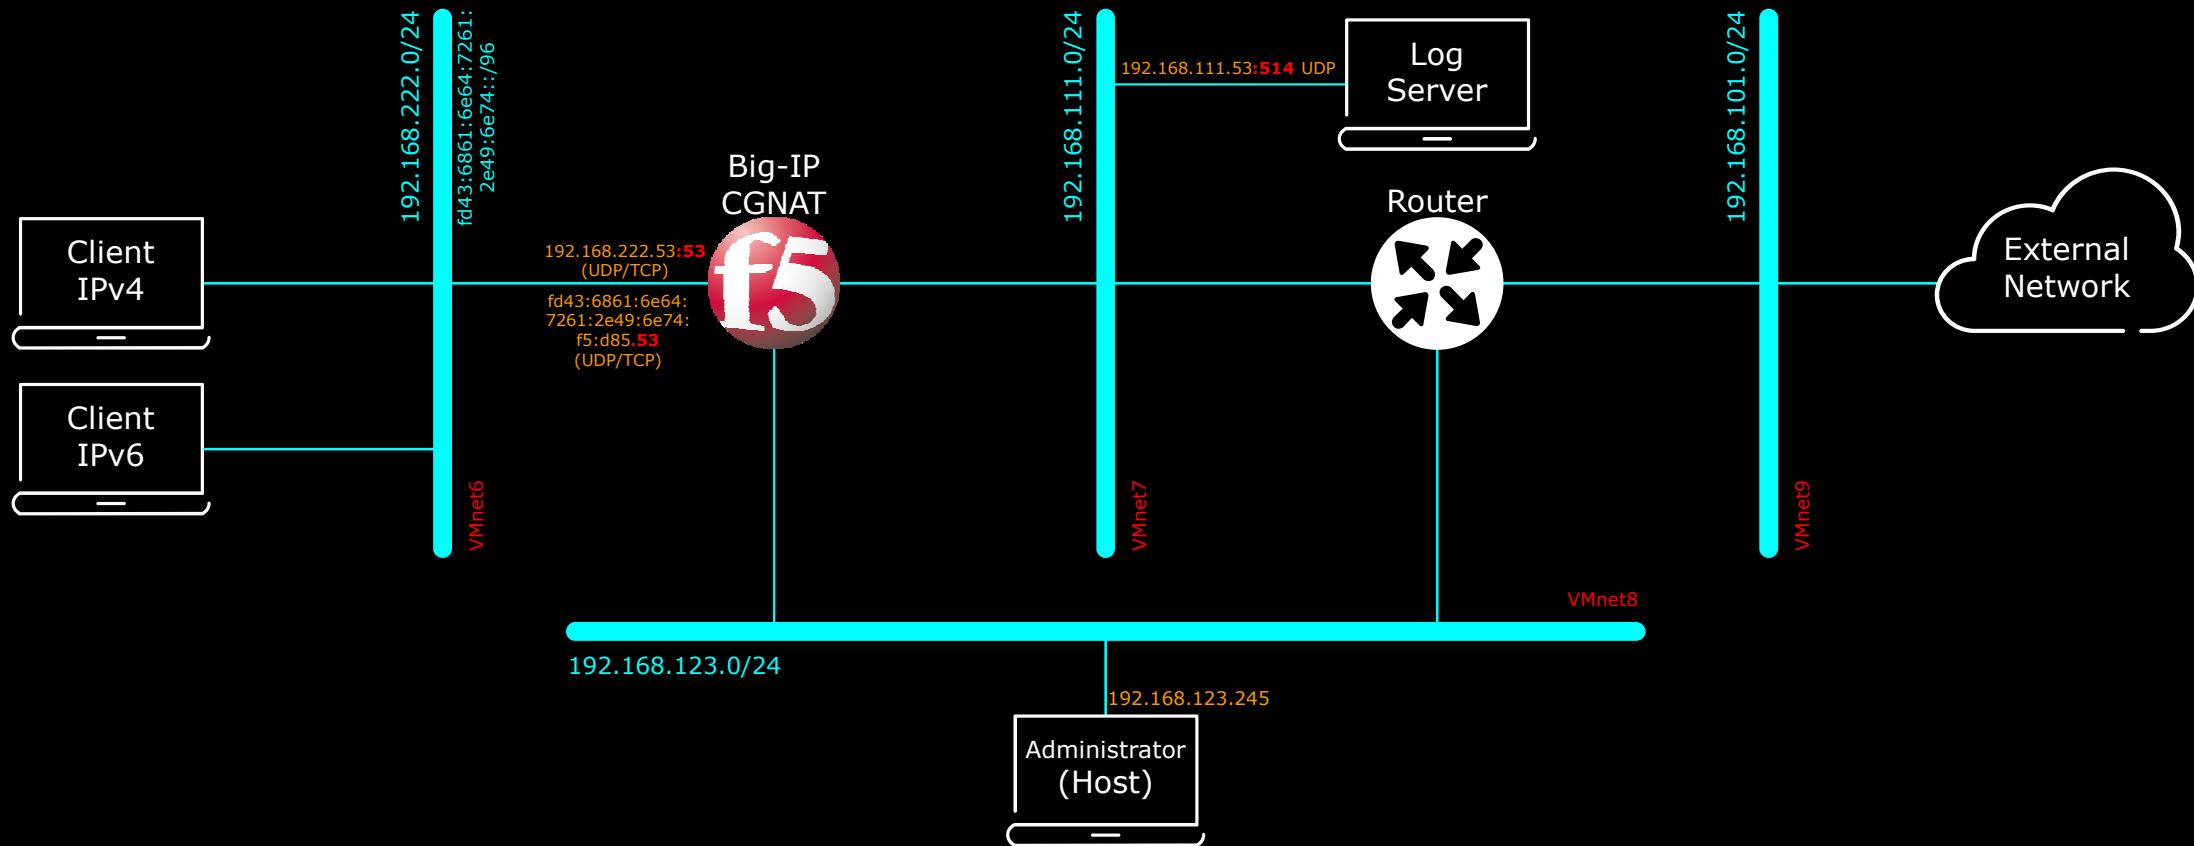 192.168.222.0/24
fd43:6861:6e64:7261:
2e49:6e74::/96
192.168.111.0/24
192.168.111.53:514 UDP
Log
Server
192.168.101.0/24
Big-IP
CGNAT
f5
Router
Client
IPv4
192.168.222.53:53
(UDP/TCP)
fd43:6861:6e64:
7261:2e49:6e74:
f5:d85.53
(UDP/TCP)
External
Network
Client
IPv6
VMnet6
VMnet7
VMnet9
VMnet8
192.168.123.0/24
192.168.123.245
Administrator
(Host)